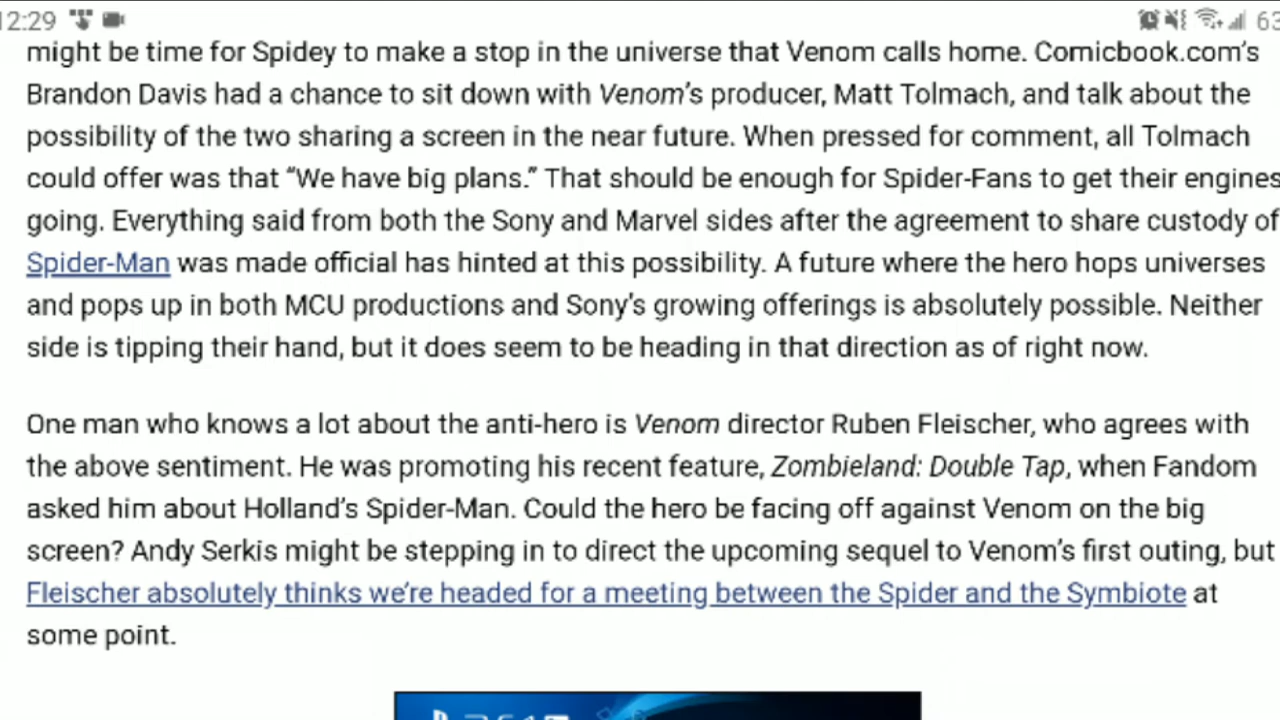 12:29
63
might be time for Spidey to make a stop in the universe that Venom calls home. Comicbook.com's
Brandon Davis had a chance to sit down with Venom's producer, Matt Tolmach, and talk about the
possibility of the two sharing a screen in the near future. When pressed for comment, all Tolmach
could offer was that “We have big plans.” That should be enough for Spider-Fans to get their engines
going. Everything said from both the Sony and Marvel sides after the agreement to share custody of
Spider-Man was made official has hinted at this possibility. A future where the hero hops universes
and pops up in both MCU productions and Sony's growing offerings is absolutely possible. Neither
side is tipping their hand, but it does seem to be heading in that direction as of right now.
One man who knows a lot about the anti-hero is Venom director Ruben Fleischer, who agrees with
the above sentiment. He was promoting his recent feature, Zombieland: Double Tap, when Fandom
asked him about Holland's Spider-Man. Could the hero be facing off against Venom on the big
screen? Andy Serkis might be stepping in to direct the upcoming sequel to Venom's first outing, but
Fleischer absolutely thinks we're headed for a meeting between the Spider and the Symbiote at
some point.